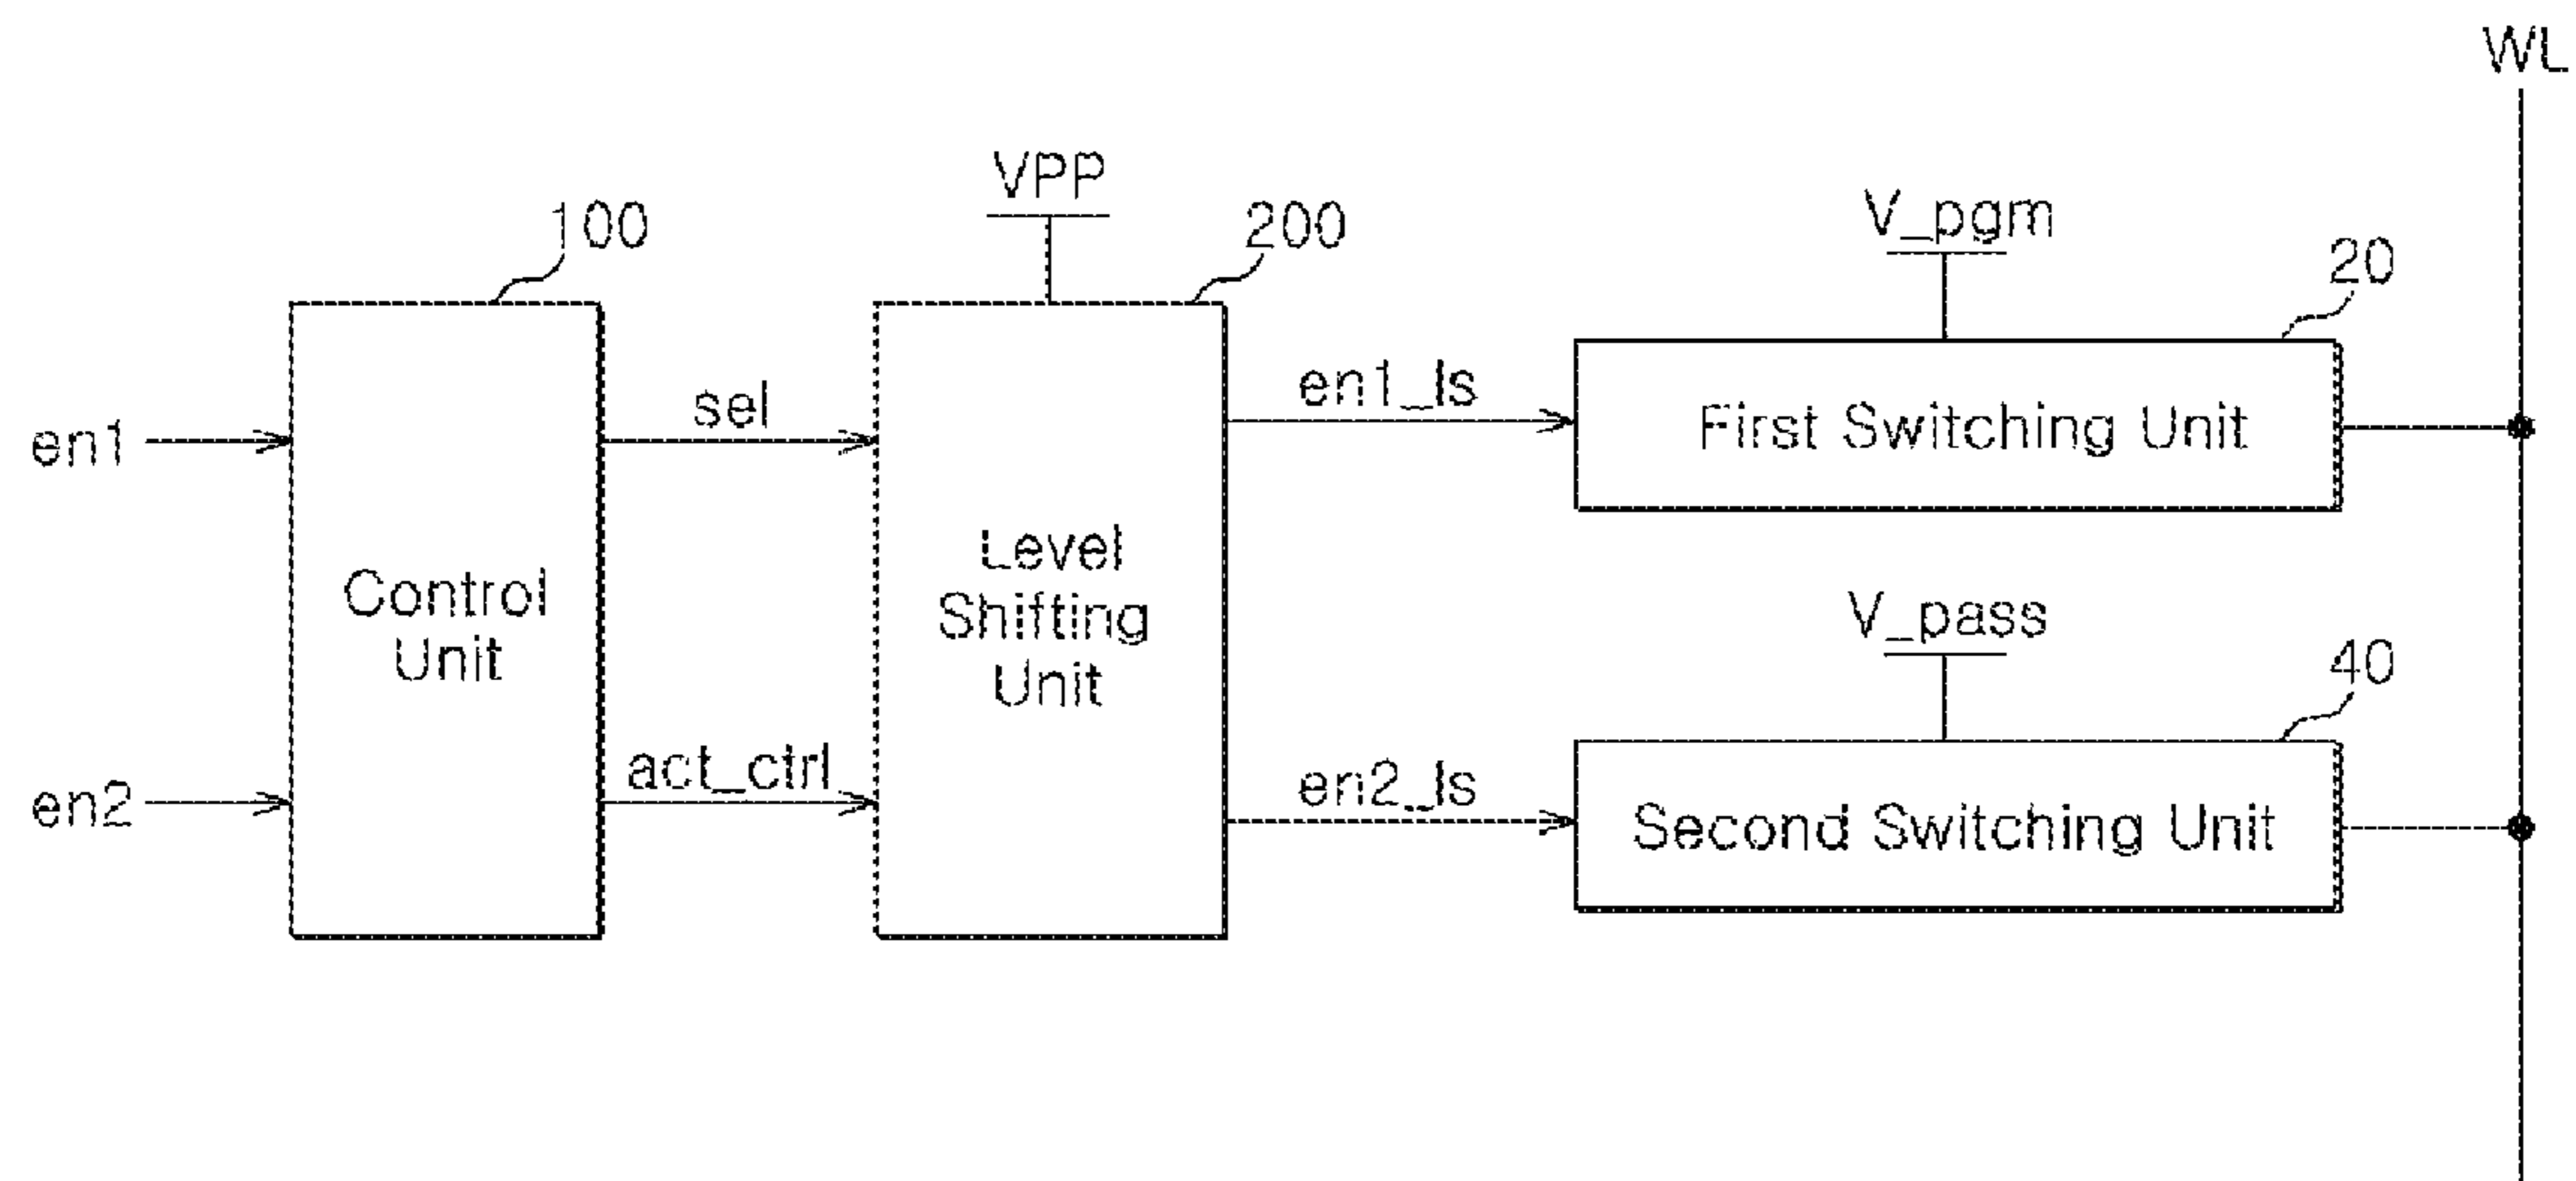 WL
VPP
100
200
V_pgm
20
en1
sel
en1_ls
First Switching Unit
Control
Unit
Level
Shifting
Unit
V_pass
40
en2
act_ctrl
en2_ls
Second Switching Unit